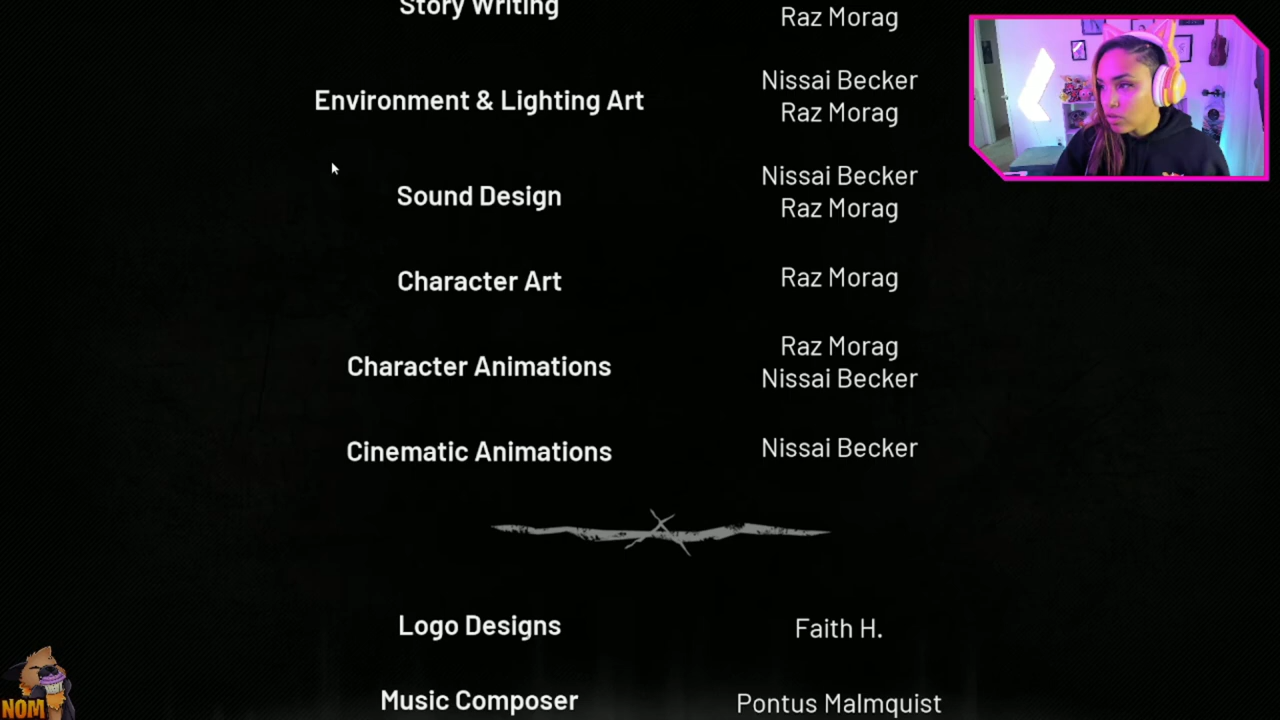 Story Writing
Raz Morag
Environment & Lighting Art
Nissai Becker
Raz Morag
Sound Design
Nissai Becker
Raz Morag
Character Art
Raz Morag
Character Animations
Raz Morag
Nissai Becker
Cinematic Animations
Nissai Becker
Logo Designs
Faith H.
Music Composer
Pontus Malmquist
NOM